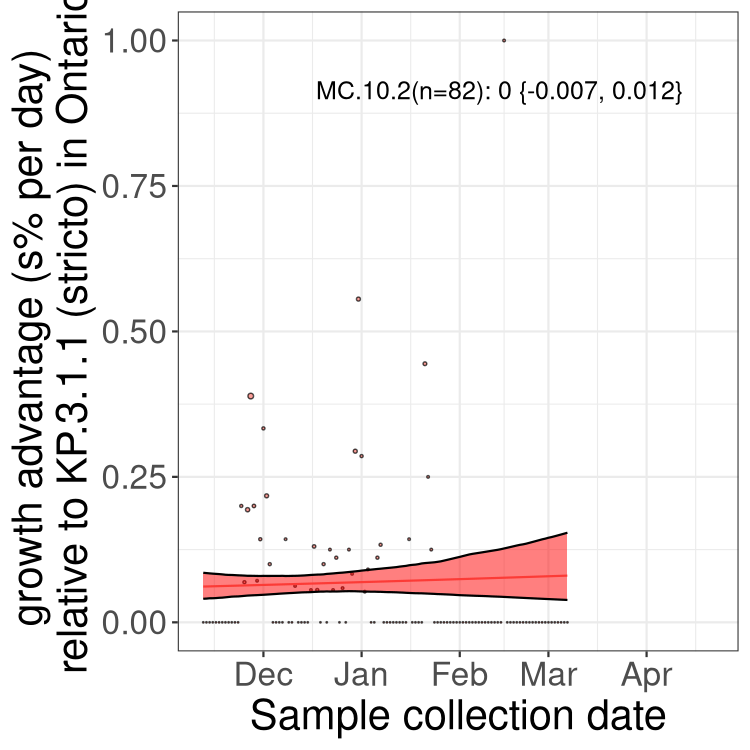 growth advantage (s% per day)
relative to KP.3.1.1 (stricto) in Ontario
1.00
0.75
0.50
0.25
0.00
MC.10.2(n=82): 0 {-0.007, 0.012}
Dec Jan Feb Mar Apr
Sample collection date